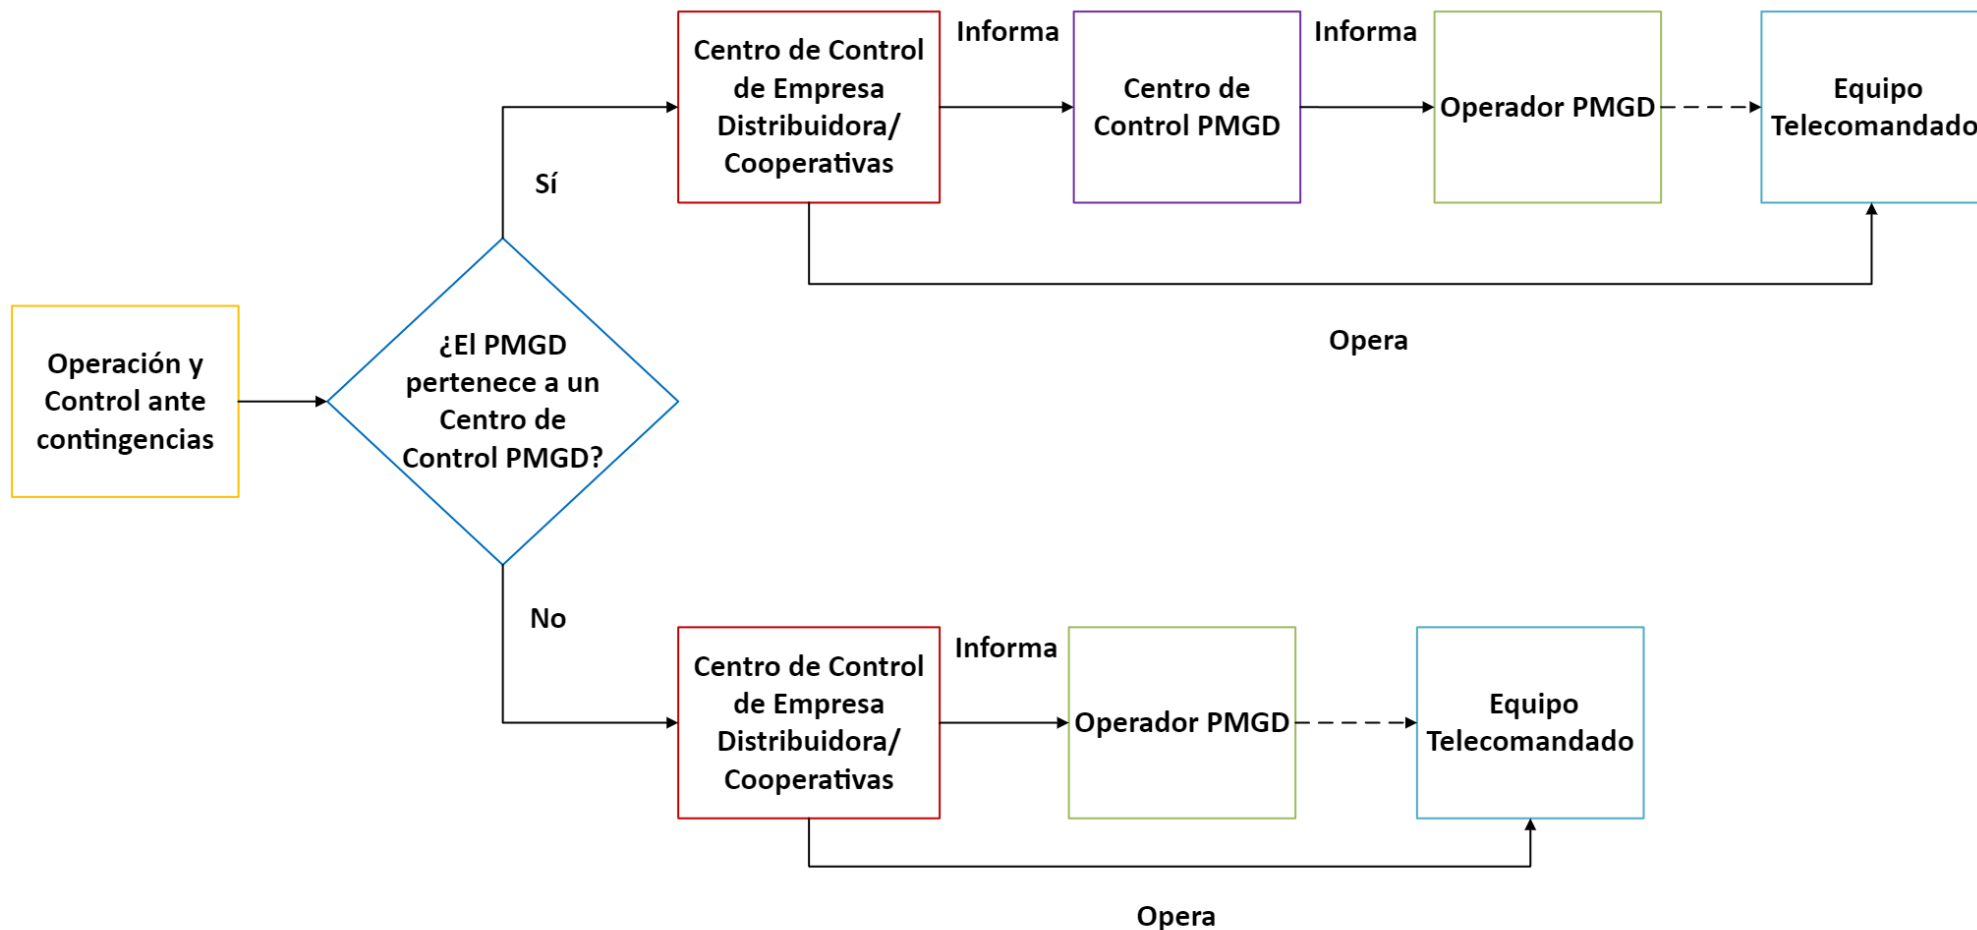 Operación y
Control ante
contingencias
¿El PMGD
pertenece a un
Centro de
Control PMGD?
Sí
Centro de Control
de Empresa
Distribuidora/
Cooperativas
Informa
Centro de
Control PMGD
Informa
Operador PMGD
Equipo
Telecomandado
Opera
No
Centro de Control
de Empresa
Distribuidora/
Cooperativas
Informa
Operador PMGD
Equipo
Telecomandado
Opera